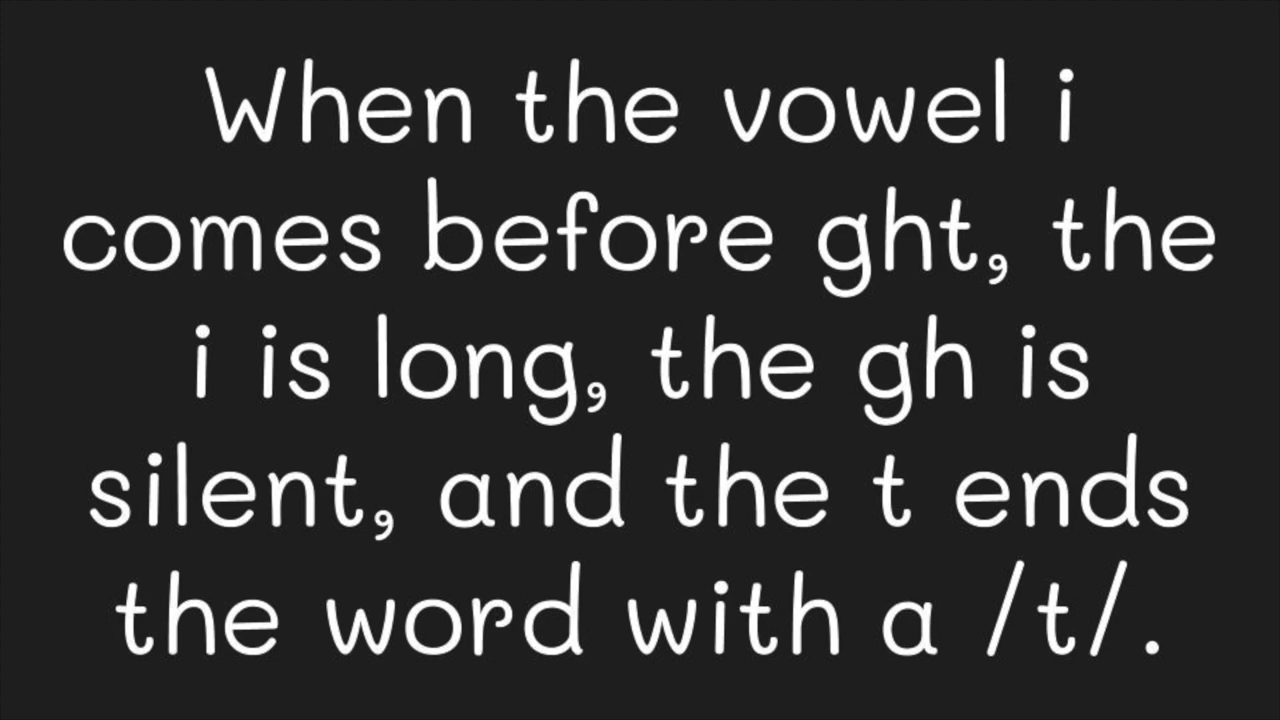 When the vowel i
comes before ght, the
i is long, the gh is
silent, and the t ends
the word with a /t/.